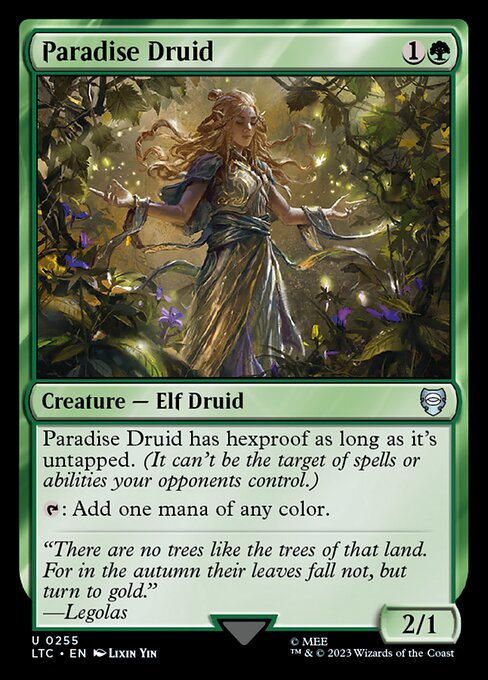 Paradise Druid 1
Creature — Elf Druid
Paradise Druid has hexproof as long as it's
untapped. (It can't be the target of spells or
abilities your opponents control.)
: Add one mana of any color.
“There are no trees like the trees of that land.
For in the autumn their leaves fall not, but
turn to gold.”
—Legolas
2/1
U 0255
LTC • EN Lixin Yin
© MEE
™ & © 2023 Wizards of the Coast